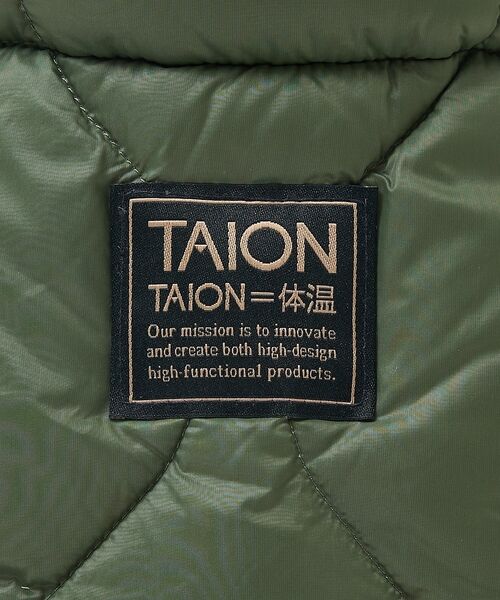 TAION
TAION=体温
Our mission is to innovate
and create both high-design
high-functional products.